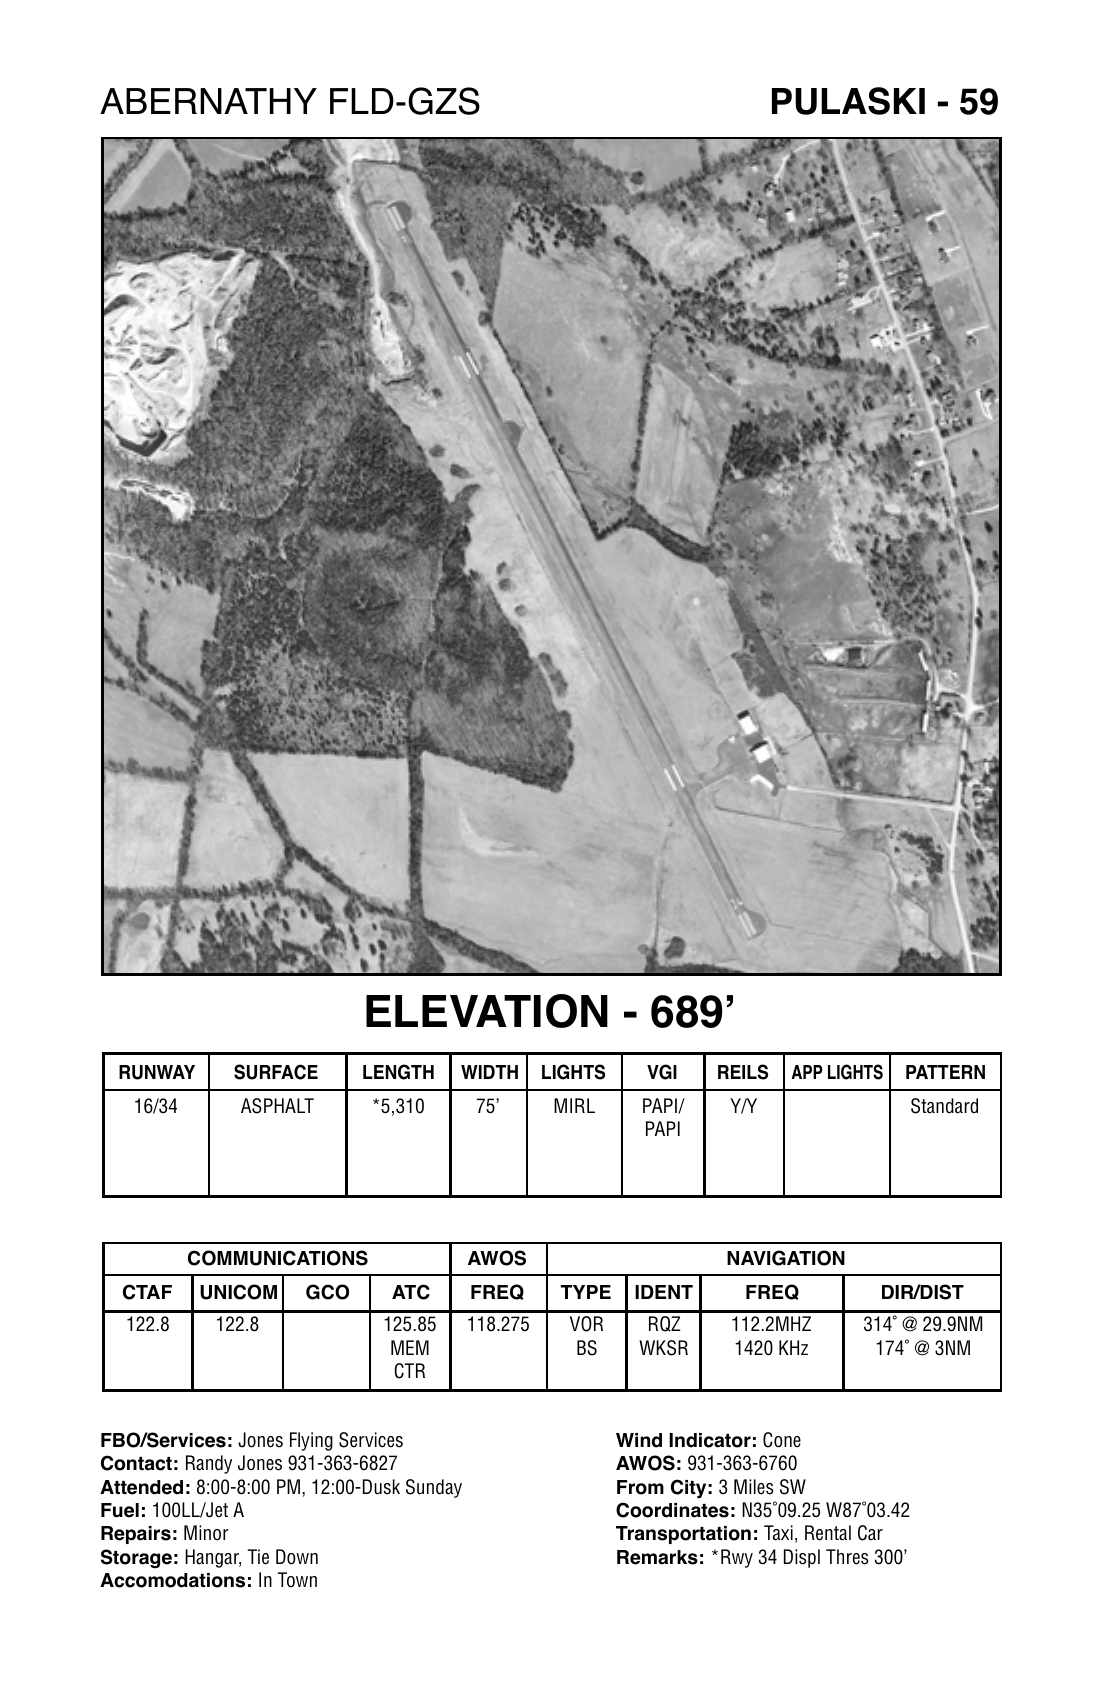 ABERNATHY FLD-GZS PULASKI - 59
ELEVATION - 689’
RUNWAY SURFACE LENGTH WIDTH LIGHTS VGI REILS APP LIGHTS PATTERN
16/34 ASPHALT *5,310 75’ MIRL PAPI/ Y/Y Standard
PAPI
COMMUNICATIONS AWOS NAVIGATION
CTAF UNICOM GCO ATC FREQ TYPE IDENT FREQ DIR/DIST
122.8 122.8 125.85 118.275 VOR RQZ 112.2MHZ 314˚ @ 29.9NM
MEM BS WKSR 1420 KHz 174˚ @ 3NM
CTR
FBO/Services: Jones Flying Services
Contact: Randy Jones 931-363-6827
Attended: 8:00-8:00 PM, 12:00-Dusk Sunday
Fuel: 100LL/Jet A
Repairs: Minor
Storage: Hangar, Tie Down
Accomodations: In Town
Wind Indicator: Cone
AWOS: 931-363-6760
From City: 3 Miles SW
Coordinates: N35˚09.25 W87˚03.42
Transportation: Taxi, Rental Car
Remarks: *Rwy 34 Displ Thres 300’